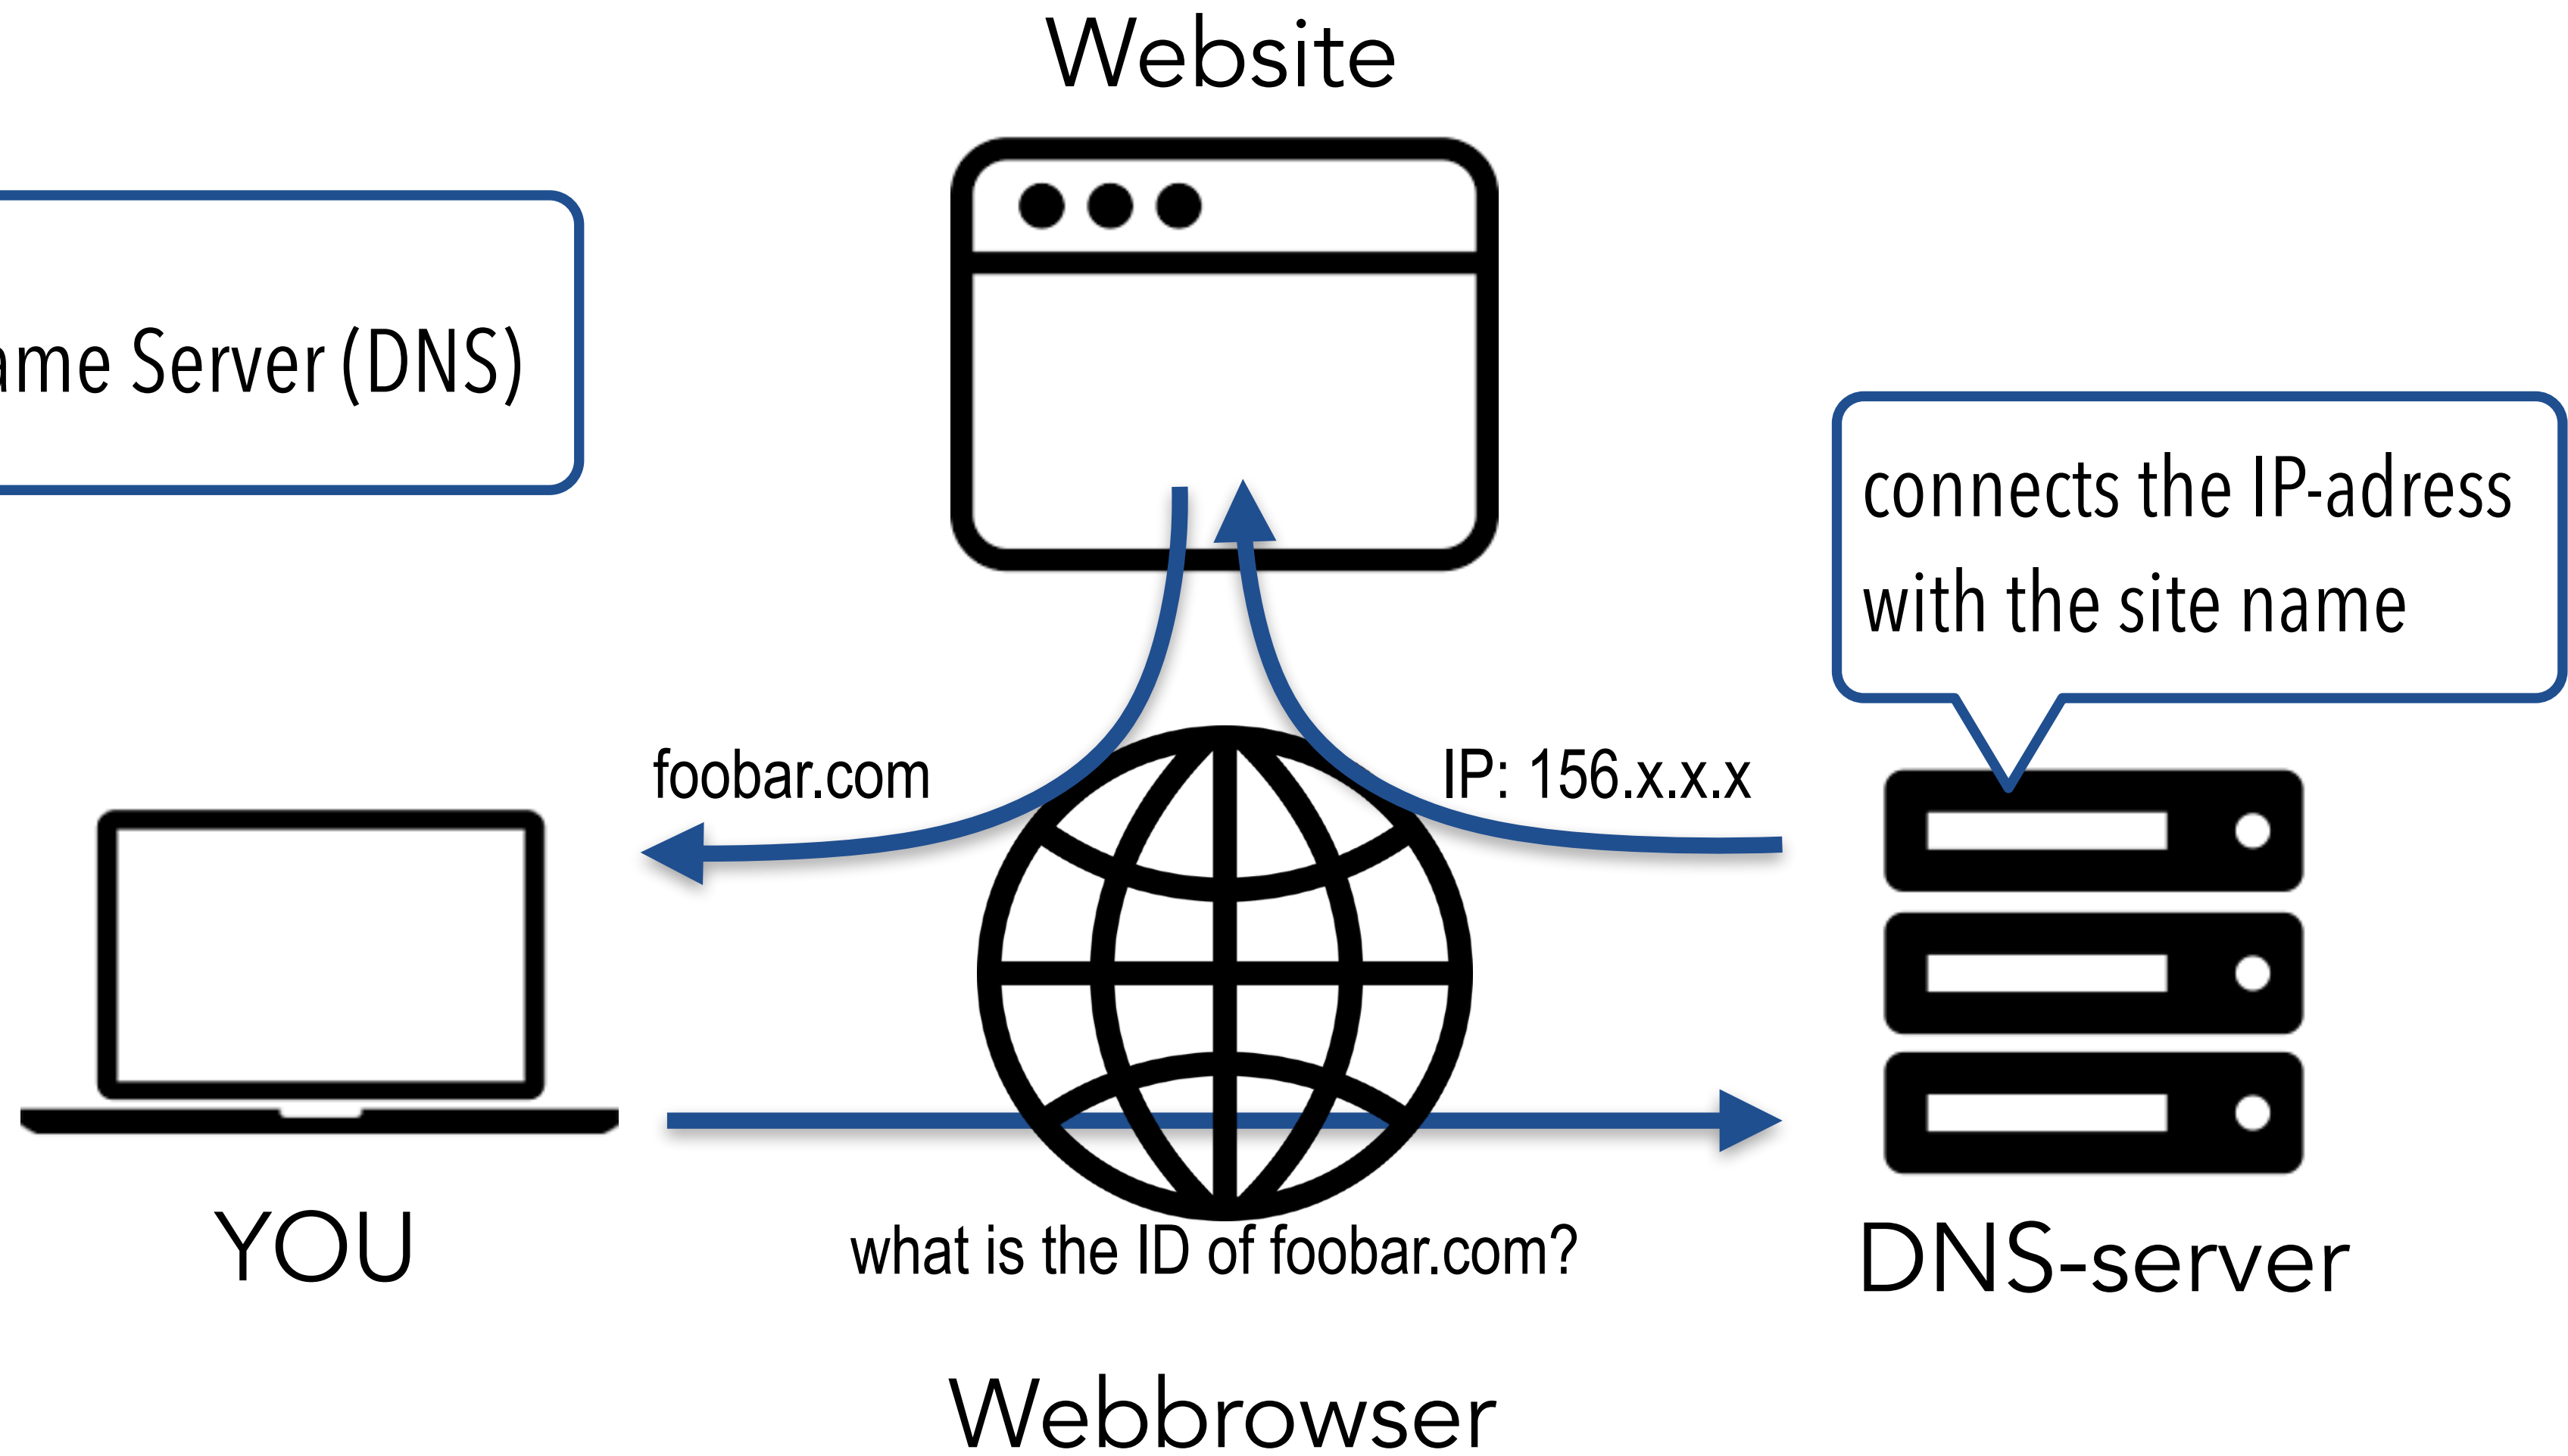 Website
ame Server (DNS)
connects the IP-adress
with the site name
foobar.com
IP: 156.x.x.x
what is the ID of foobar.com?
YOU
DNS-server
Webbrowser